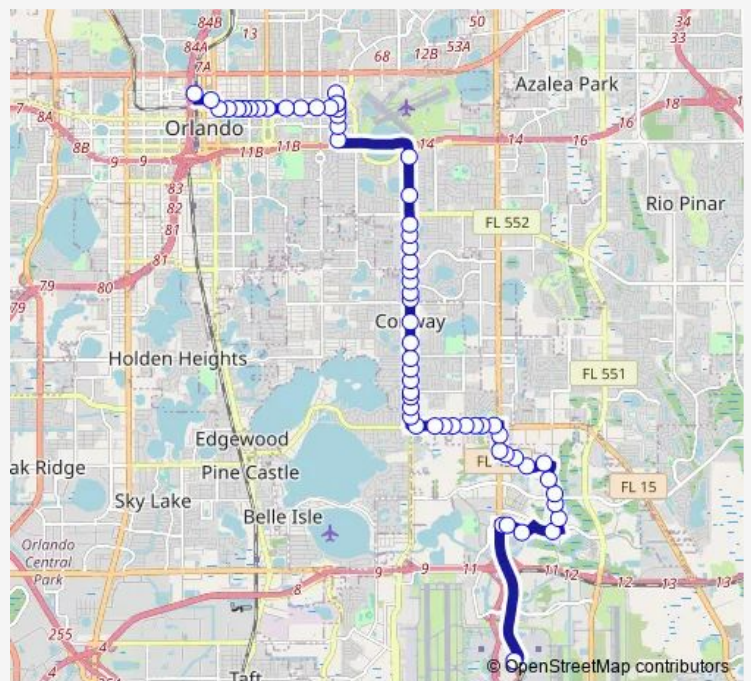 84B
34
50
33
13
84A
12B
53A
68
7A
Azalea Park
7
8A
18
Orlando
16
8B
14
14
16
11B
11B
9
9
83
82
Rio Pinar
FL 552
81
81
79
80
79
Holden Heights
FL 551
Edgewood
ak Ridge
Pine Castle
FL 15
Sky Lake
Belle Isle
Orlando
Central
Park
11
11
12
9
9
12
13
13
8
255
4
4
Taft
© OpenStreetMap contributors